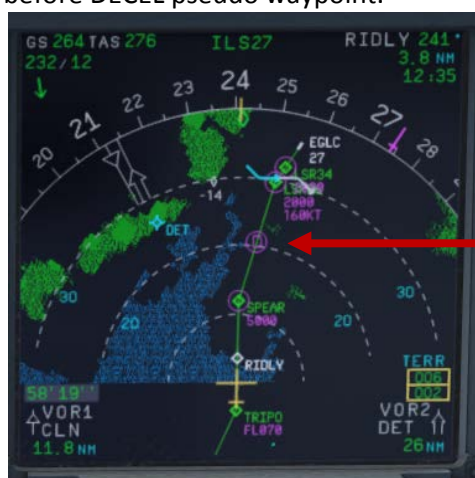 before DECEL pseudo waypoint.
GS 264 TAS 276
ILS27
RIDLY 241°
232/12
3.8 NM
12:35
20
21
22
23
24
25
26
27
28
EGLC
27
SR34
2000
160KT
14
DET
30
30
20
20
SPEAR
5000
RIDLY
TERR
006
002
58'19''
VOR1
CLN
11.8 NM
TRIPO
FL070
VOR2
DET
26 NM